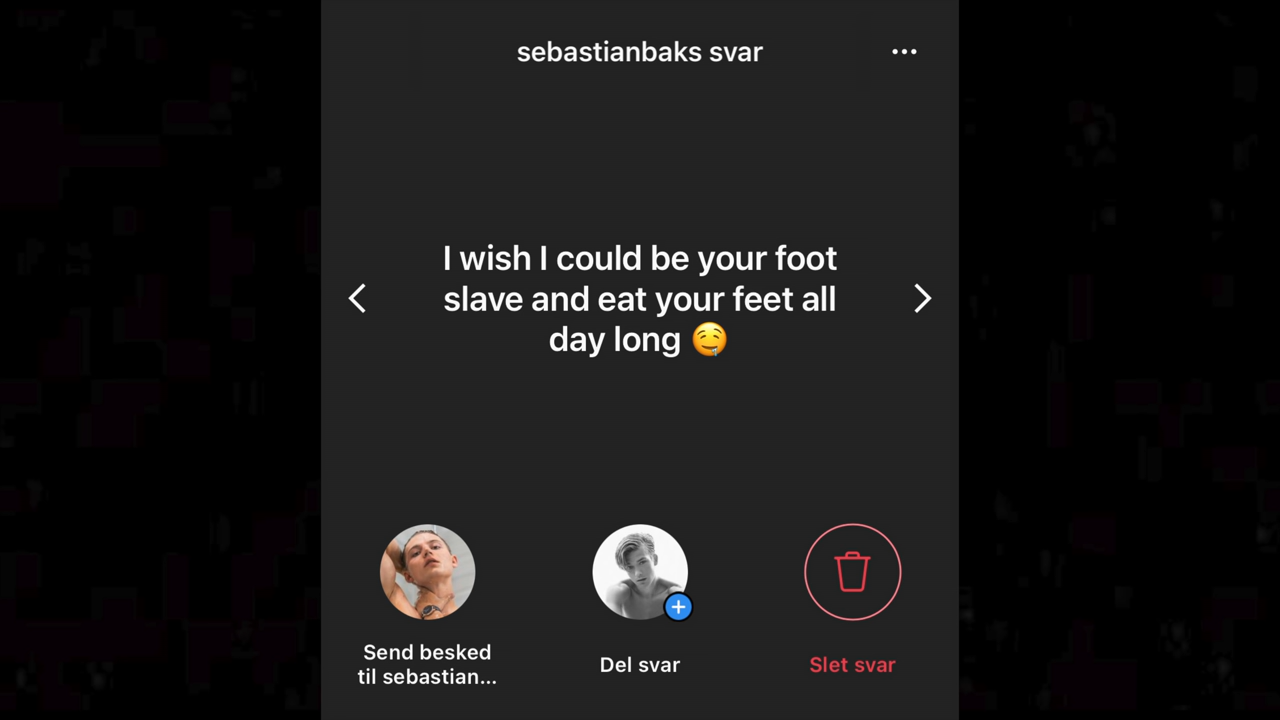 sebastianbaks svar
I wish I could be your foot
slave and eat your feet all
day long 🤤
Send besked
til sebastian...
Del svar
Slet svar